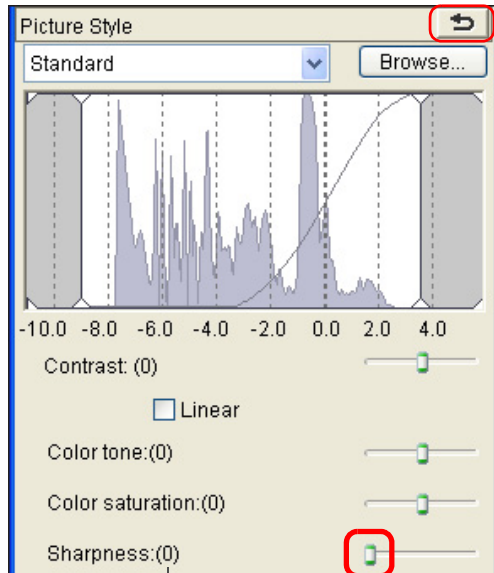 Picture Style
Standard Browse...
-10.0 -8.0 -6.0 -4.0 -2.0 0.0 2.0 4.0
Contrast: (0)
Linear
Color tone:(0)
Color saturation:(0)
Sharpness:(0)